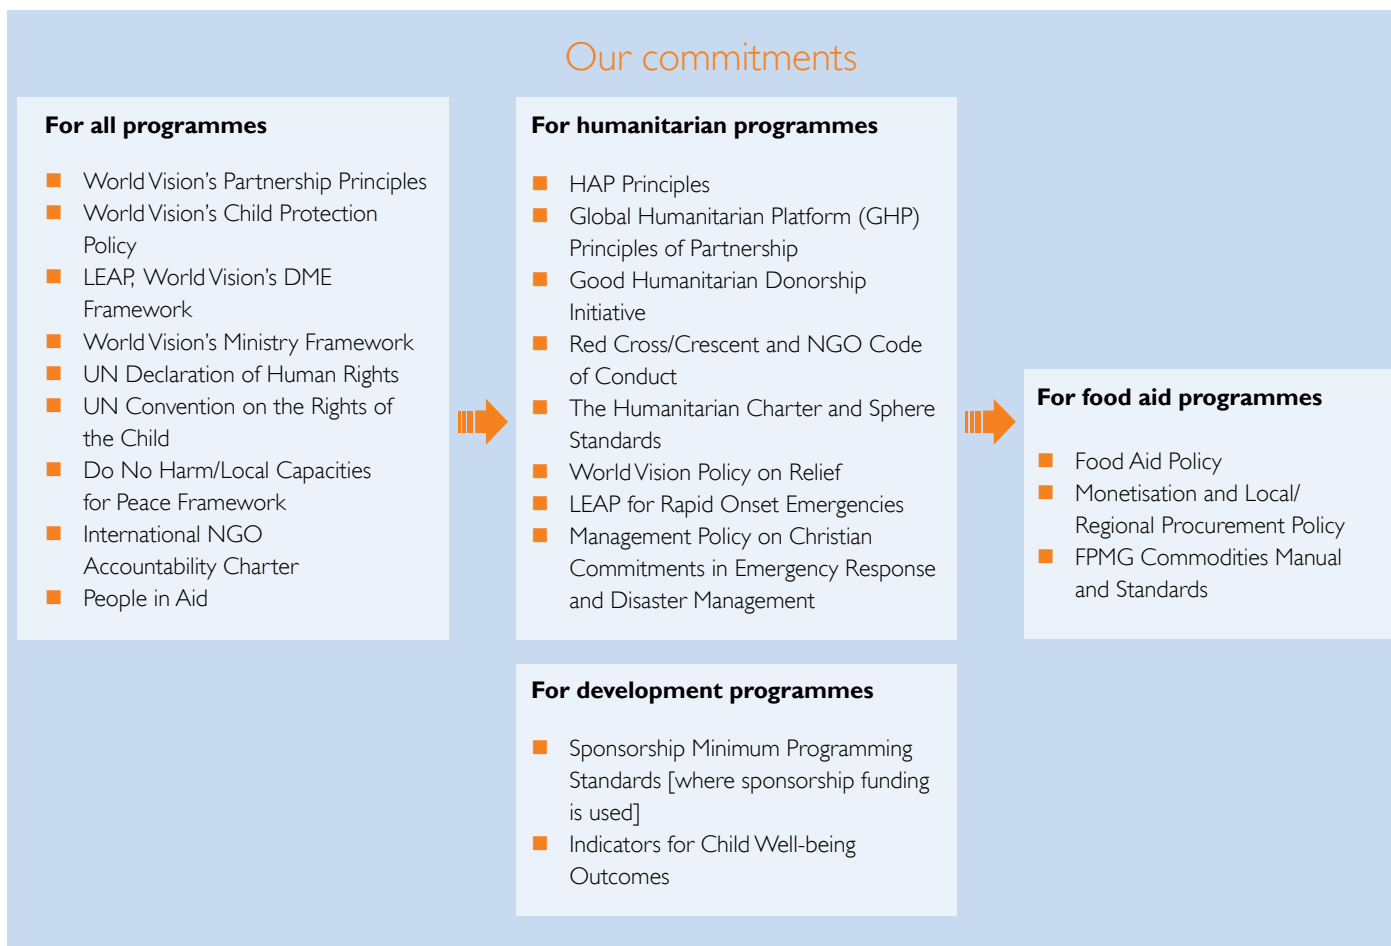 Our commitments
For all programmes
World Vision's Partnership Principles
World Vision's Child Protection
Policy
LEAP, World Vision's DME
Framework
World Vision's Ministry Framework
UN Declaration of Human Rights
UN Convention on the Rights of
the Child
Do No Harm/Local Capacities
for Peace Framework
International NGO
Accountability Charter
People in Aid
For humanitarian programmes
HAP Principles
Global Humanitarian Platform (GHP)
Principles of Partnership
Good Humanitarian Donorship
Initiative
Red Cross/Crescent and NGO Code
of Conduct
The Humanitarian Charter and Sphere
Standards
World Vision Policy on Relief
LEAP for Rapid Onset Emergencies
Management Policy on Christian
Commitments in Emergency Response
and Disaster Management
For food aid programmes
Food Aid Policy
Monetisation and Local/
Regional Procurement Policy
FPMG Commodities Manual
and Standards
For development programmes
Sponsorship Minimum Programming
Standards [where sponsorship funding
is used]
Indicators for Child Well-being
Outcomes